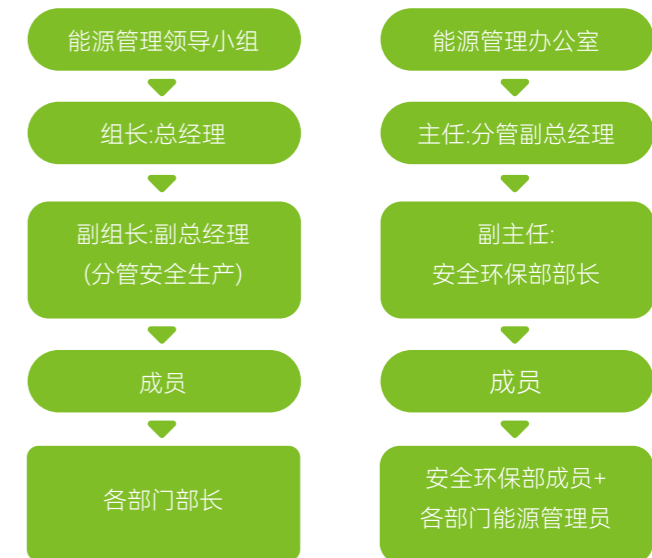 能源管理领导小组
组长:总经理
副组长:副总经理
(分管安全生产)
成员
各部门部长
能源管理办公室
主任:分管副总经理
副主任:
安全环保部部长
成员
安全环保部成员+
各部门能源管理员